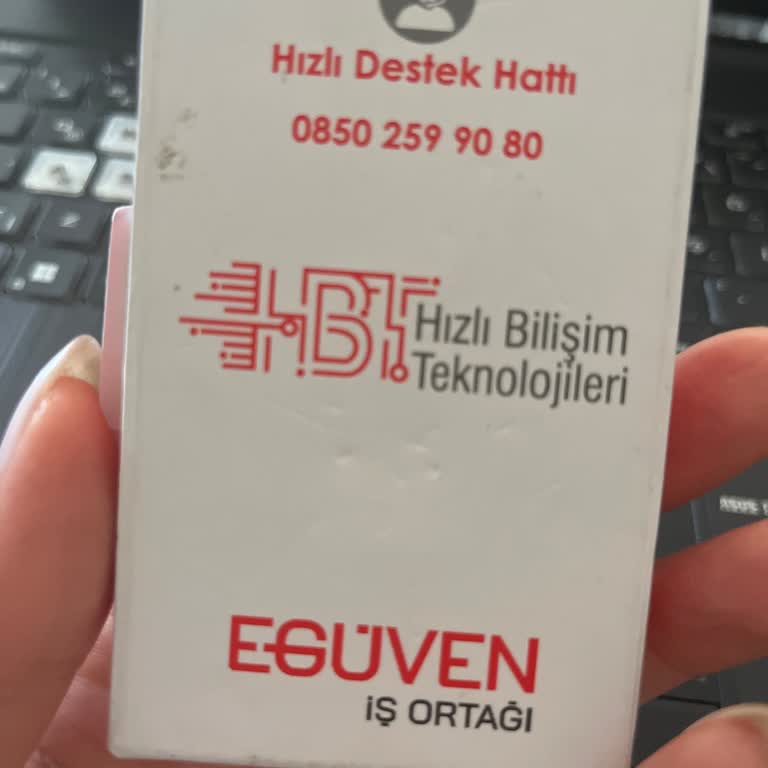 Hızlı Destek Hattı
0850 259 90 80
HBT Hızlı Bilişim
Teknolojileri
EGÜVEN
İŞ ORTAĞI